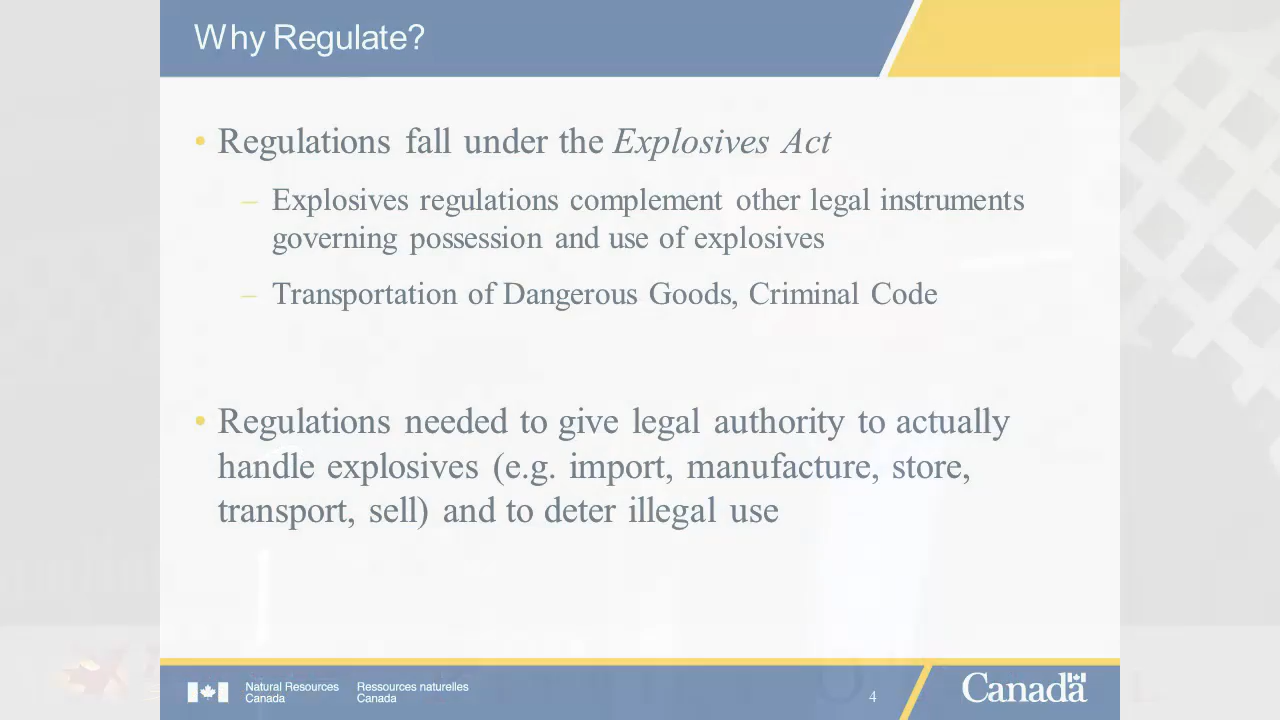 Why Regulate?
• Regulations fall under the Explosives Act
– Explosives regulations complement other legal instruments
governing possession and use of explosives
– Transportation of Dangerous Goods, Criminal Code
• Regulations needed to give legal authority to actually
handle explosives (e.g. import, manufacture, store,
transport, sell) and to deter illegal use
Natural Resources
Canada
Ressources naturelles
Canada
4
Canada